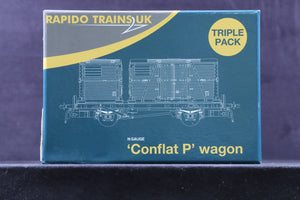 RAPIDO TRAINS UK
TRIPLE
PACK
N GAUGE
'Conflat P' wagon